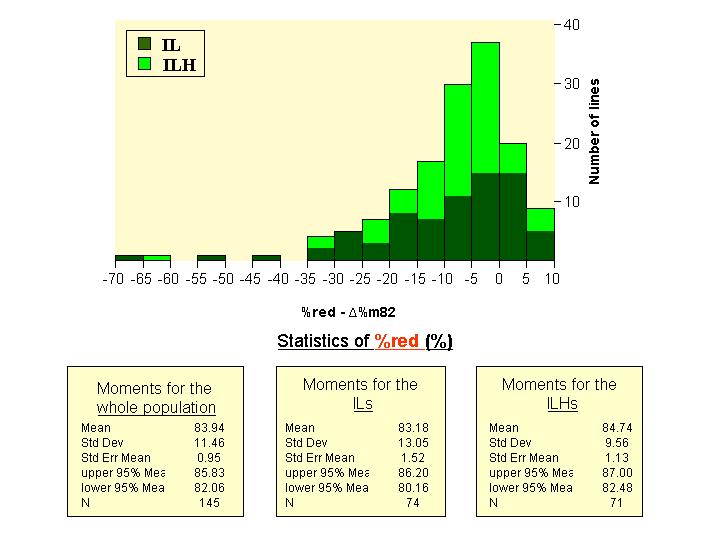 IL
ILH
40
30
20
10
Number of lines
-70 -65 -60 -55 -50 -45 -40 -35 -30 -25 -20 -15 -10 -5 0 5 10
%red - Δ%m82
Statistics of %red (%)
Moments for the
whole population
Mean 83.94
Std Dev 11.46
Std Err Mean 0.95
upper 95% Mea 85.83
lower 95% Mea 82.06
N 145
Moments for the
ILs
Mean 83.18
Std Dev 13.05
Std Err Mean 1.52
upper 95% Mea 86.20
lower 95% Mea 80.16
N 74
Moments for the
ILHs
Mean 84.74
Std Dev 9.56
Std Err Mean 1.13
upper 95% Mea 87.00
lower 95% Mea 82.48
N 71